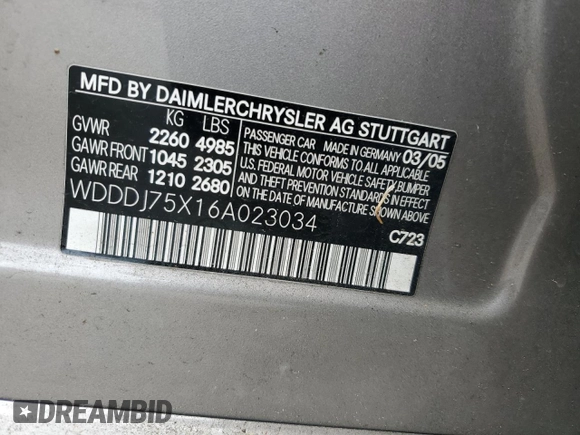 MFD BY DAIMLERCHRYSLER AG STUTTGART
KG LBS
GVWR 2260 4985
GAWR FRONT 1045 2305
GAWR REAR 1210 2680
PASSENGER CAR MADE IN GERMANY 03/05
THIS VEHICLE CONFORMS TO ALL APPLICABLE
U.S. FEDERAL MOTOR VEHICLE SAFETY/BUMPER
AND THEFT PREVENTION STANDARDS IN EFFECT
ON THE DATE OF MANUFACTURE SHOWN ABOVE
WDDDJ75X16A023034
C723
DREAMBID